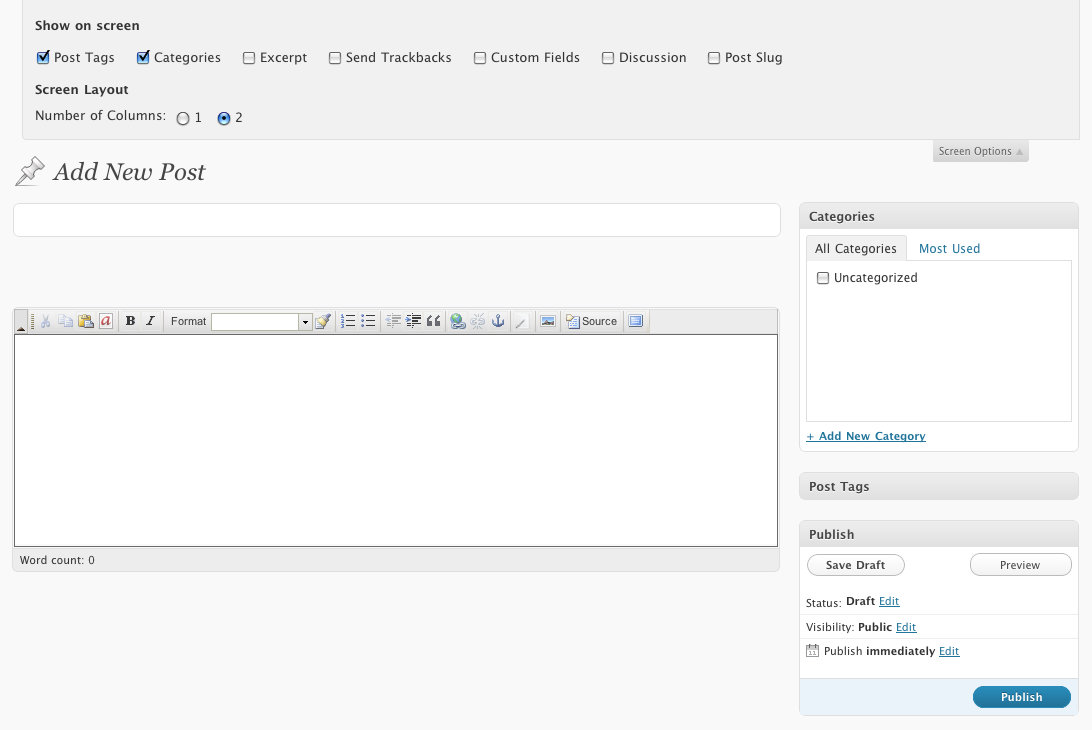 Show on screen
Post Tags Categories Excerpt Send Trackbacks Custom Fields Discussion Post Slug
Screen Layout
Number of Columns: 1 2
Screen Options
Add New Post
Categories
All Categories Most Used
Uncategorized
+ Add New Category
B I Format Source
Word count: 0
Post Tags
Publish
Save Draft Preview
Status: Draft Edit
Visibility: Public Edit
Publish immediately Edit
Publish